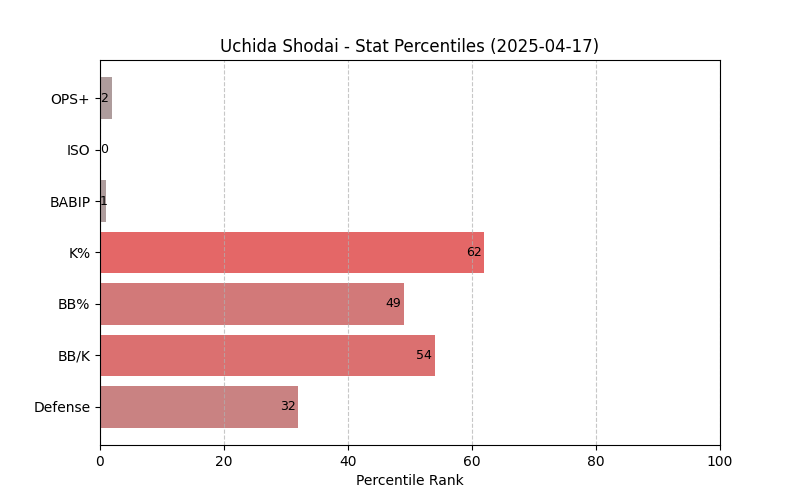 Uchida Shodai - Stat Percentiles (2025-04-17)
OPS+ 2
ISO 0
BABIP 1
K% 62
BB% 49
BB/K 54
Defense 32
0 20 40 60 80 100
Percentile Rank